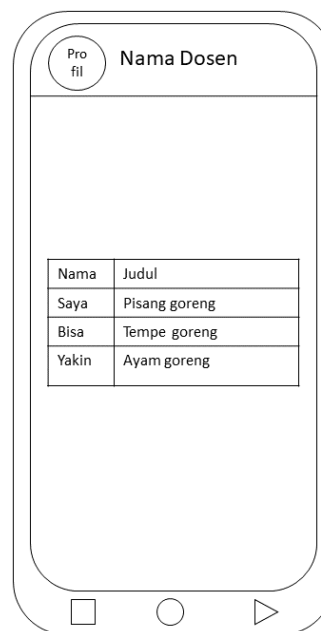 Pro
fil
Nama Dosen
Nama Judul
Saya Pisang goreng
Bisa Tempe goreng
Yakin Ayam goreng